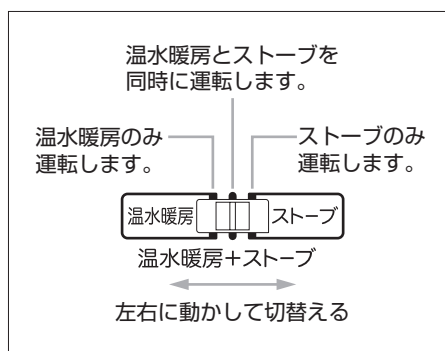 温水暖房とストーブを
同時に運転します。
温水暖房のみ
運転します。
ストーブのみ
運転します。
温水暖房
ストーブ
温水暖房+ストーブ
左右に動かして切替える